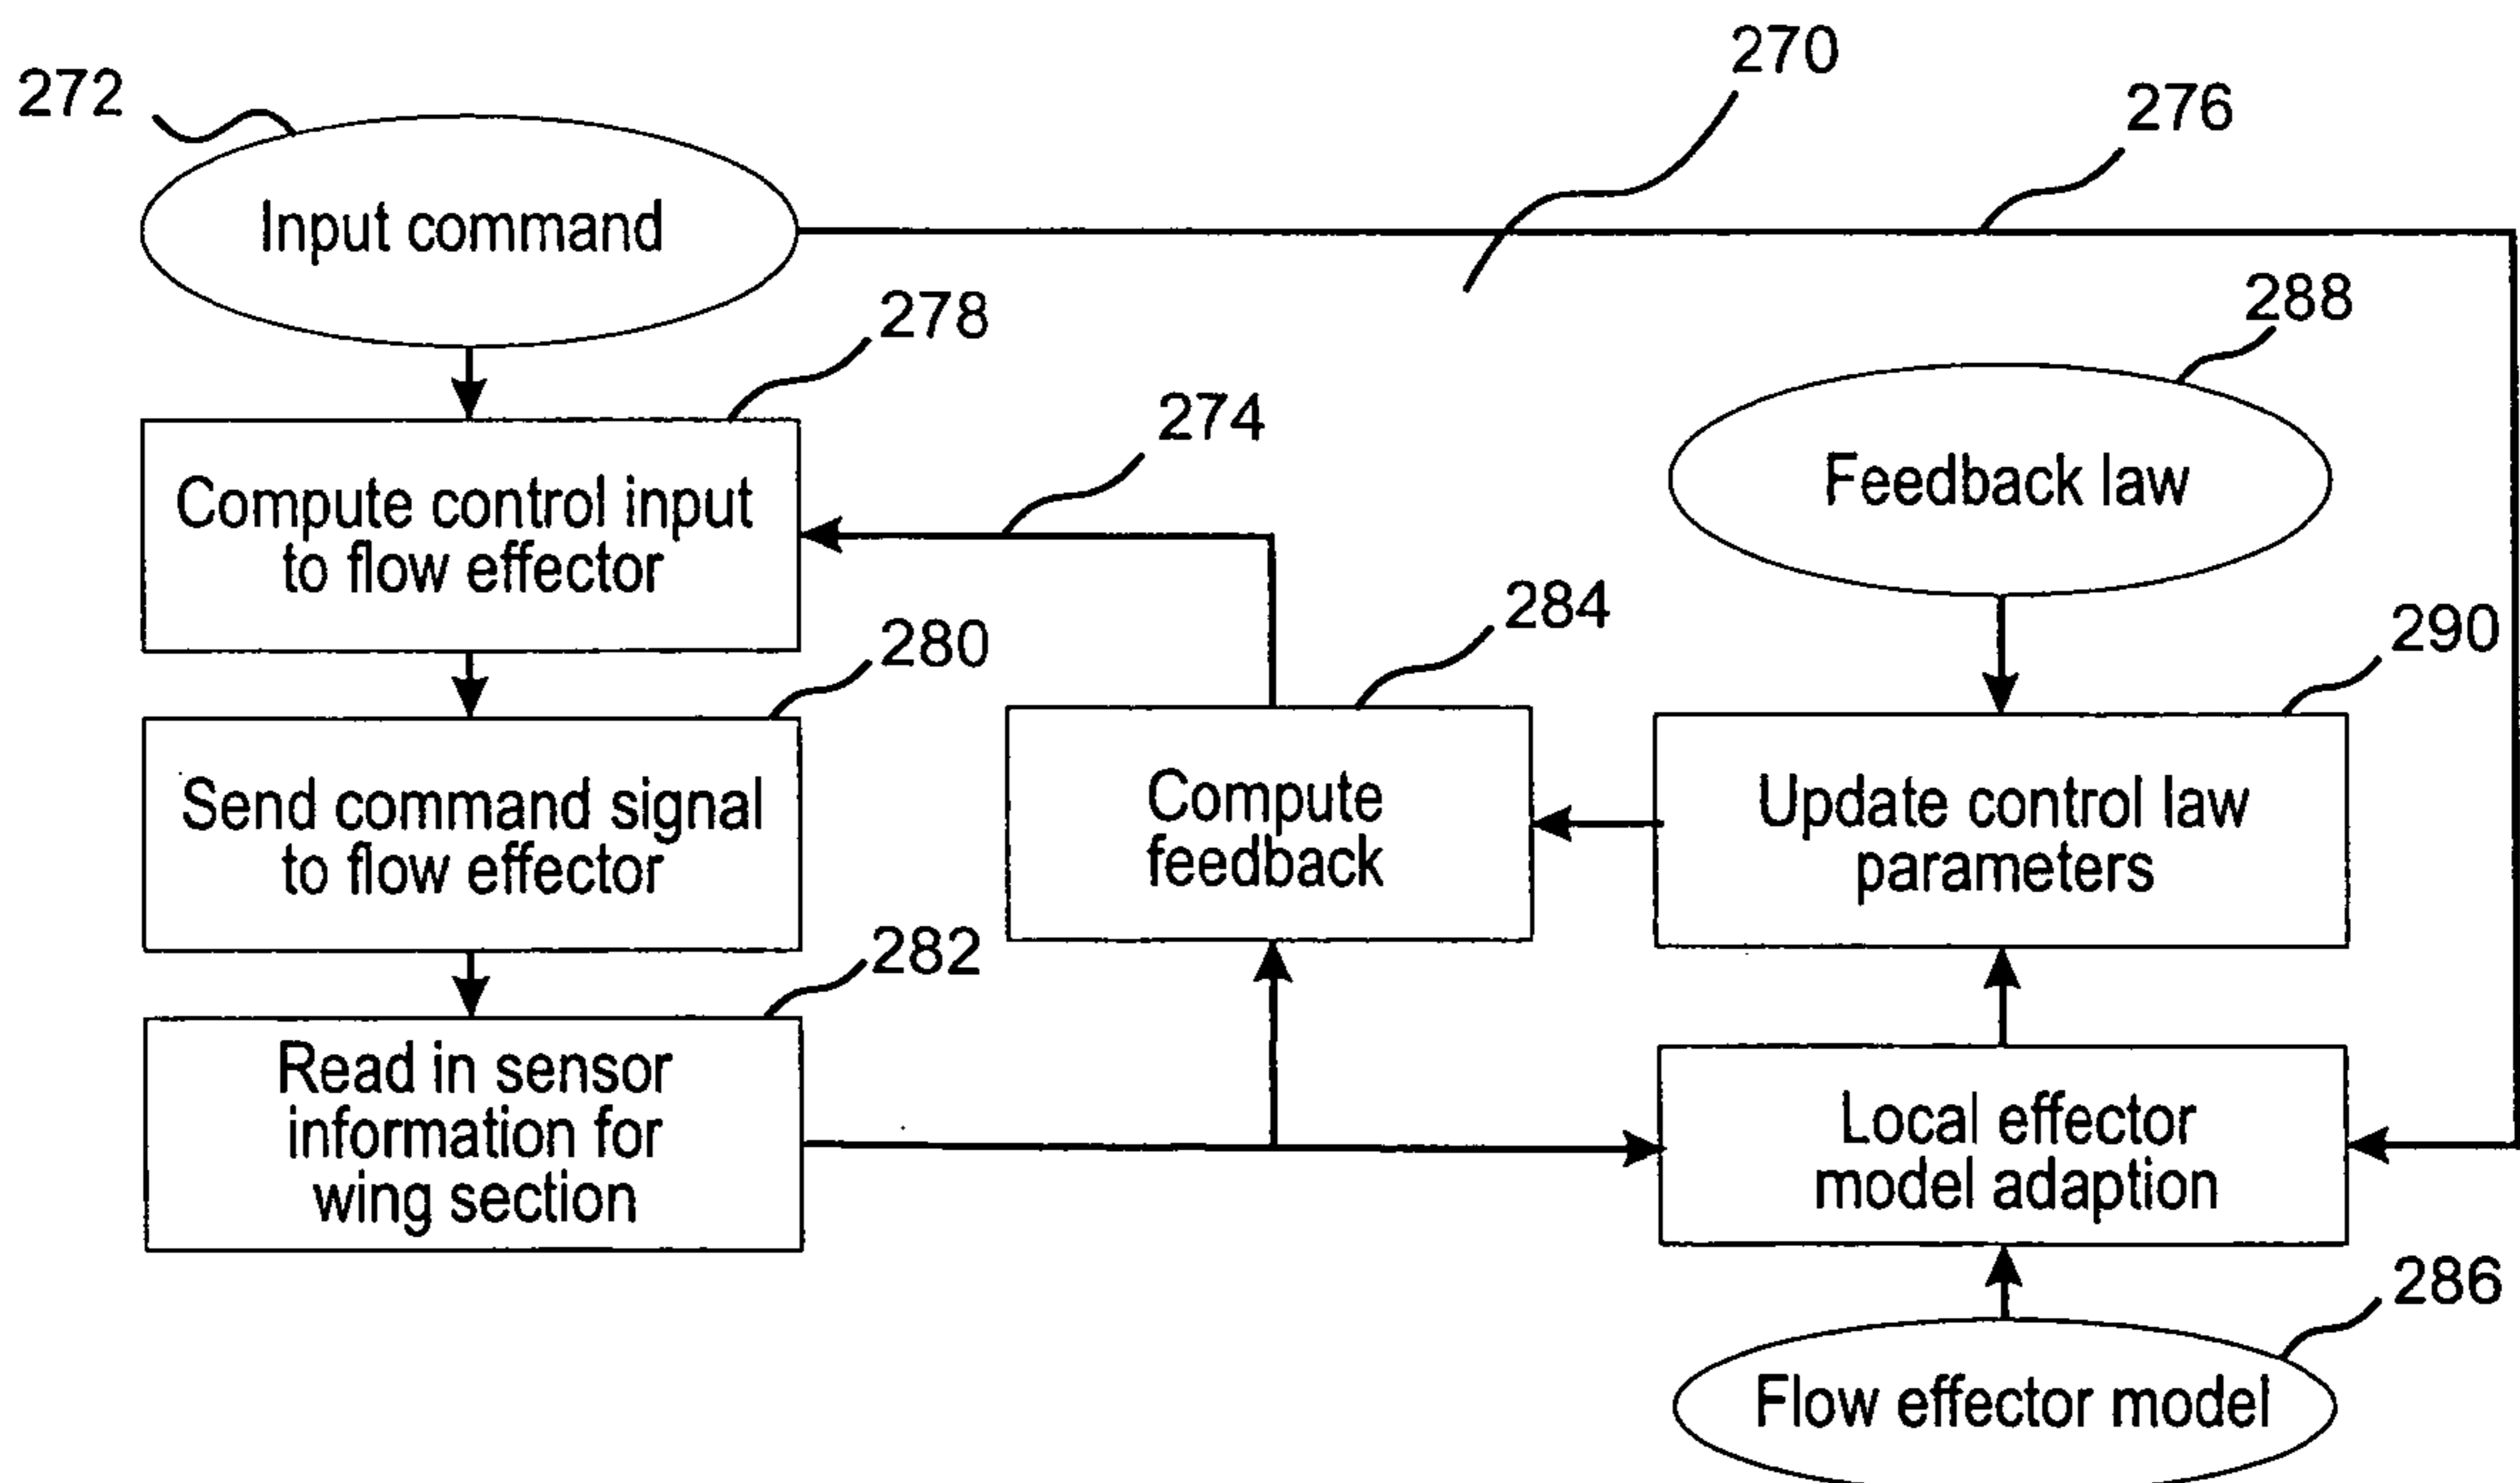 270
272
276
Input command
278
288
274
Compute control input
to flow effector
Feedback law
284
290
280
Send command signal
to flow effector
Compute
feedback
Update control law
parameters
282
Read in sensor
information for
wing section
Local effector
model adaption
286
Flow effector model